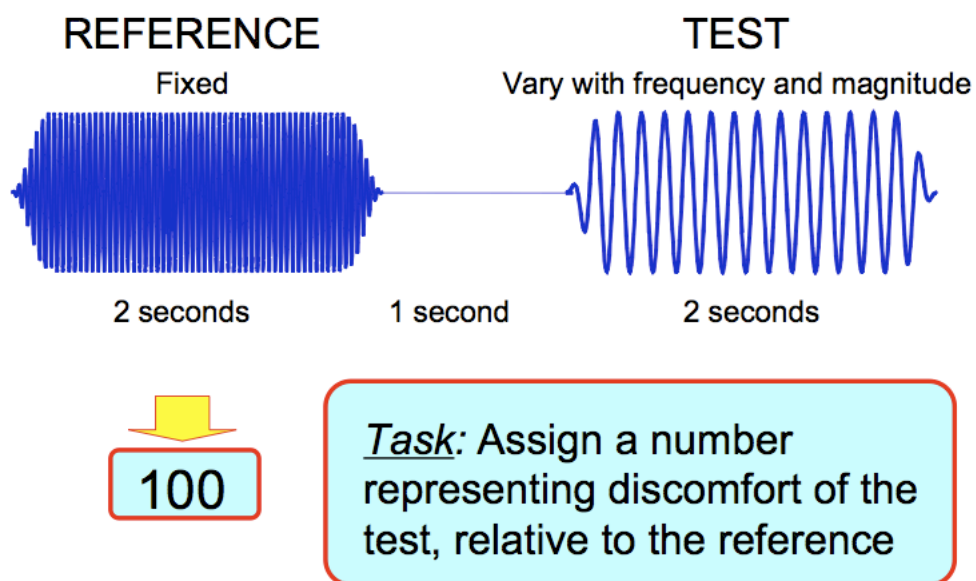 REFERENCE
Fixed
TEST
Vary with frequency and magnitude
2 seconds
1 second
2 seconds
100
Task: Assign a number
representing discomfort of the
test, relative to the reference